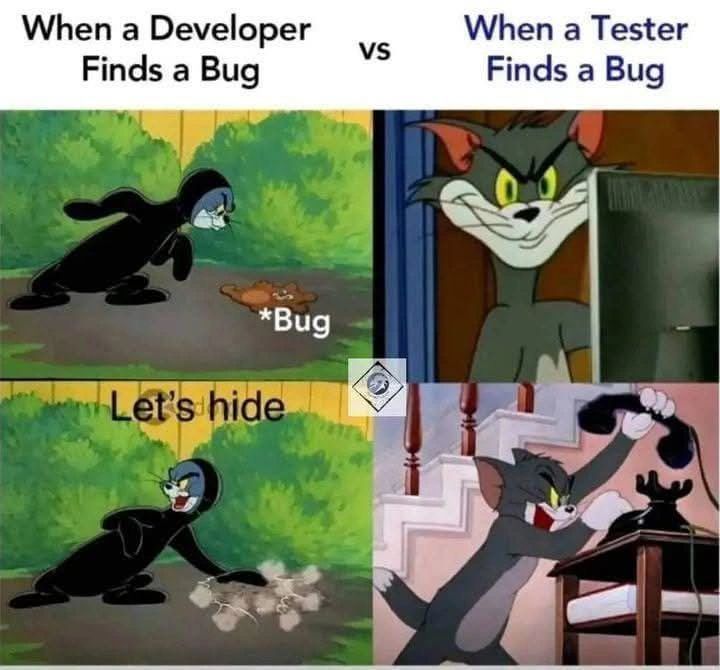 When a Developer
Finds a Bug
vs
When a Tester
Finds a Bug
*Bug
Let's hide